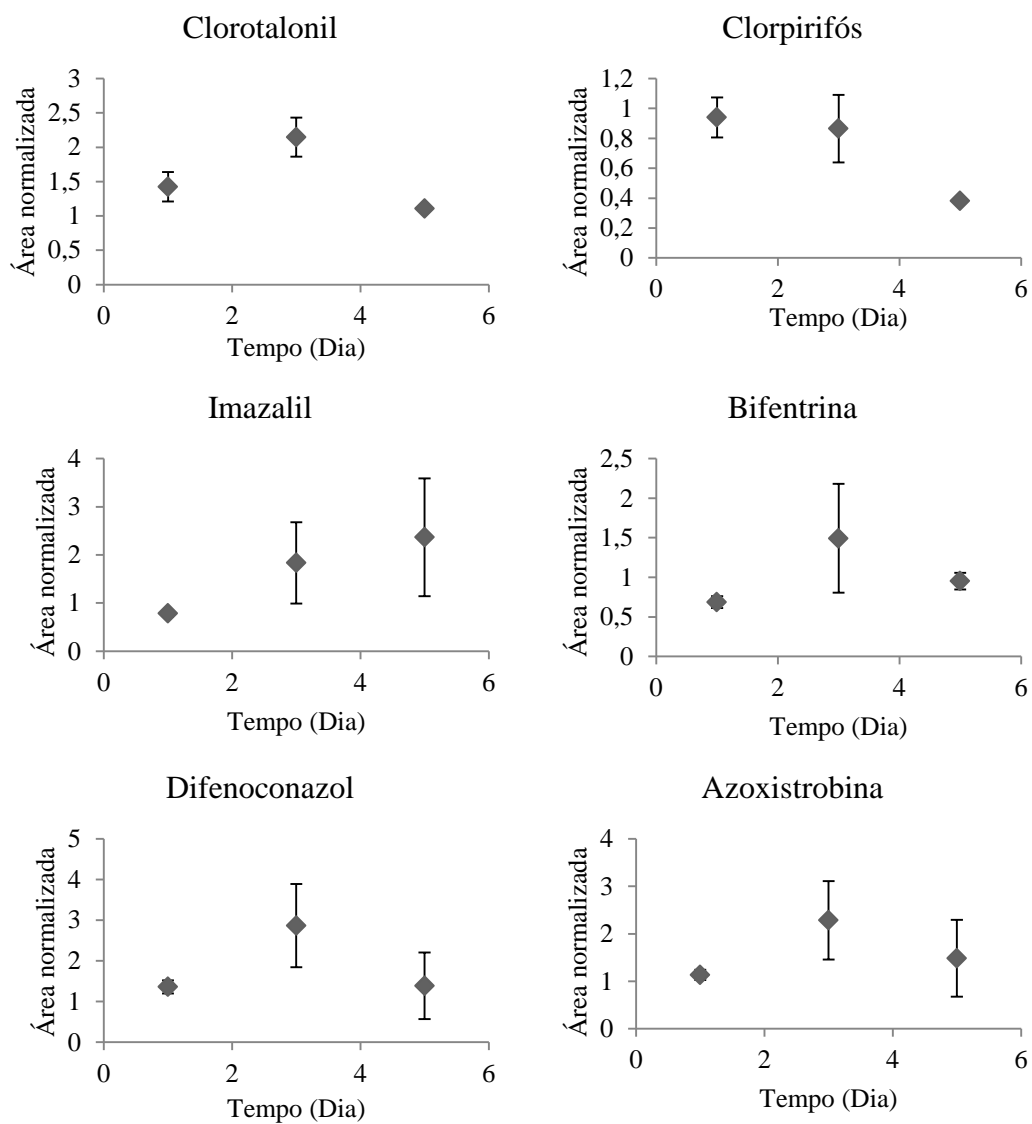 Clorotalonil
Área normalizada
3
2,5
2
1,5
1
0,5
0
0 2 4 6
Tempo (Dia)
Clorpirifós
Área normalizada
1,2
1
0,8
0,6
0,4
0,2
0
0 2 4 6
Tempo (Dia)
Imazalil
Área normalizada
4
3
2
1
0
0 2 4 6
Tempo (Dia)
Bifentrina
Área normalizada
2,5
2
1,5
1
0,5
0
0 2 4 6
Tempo (Dia)
Difenoconazol
Área normalizada
5
4
3
2
1
0
0 2 4 6
Tempo (Dia)
Azoxistrobina
Área normalizada
4
3
2
1
0
0 2 4 6
Tempo (Dia)